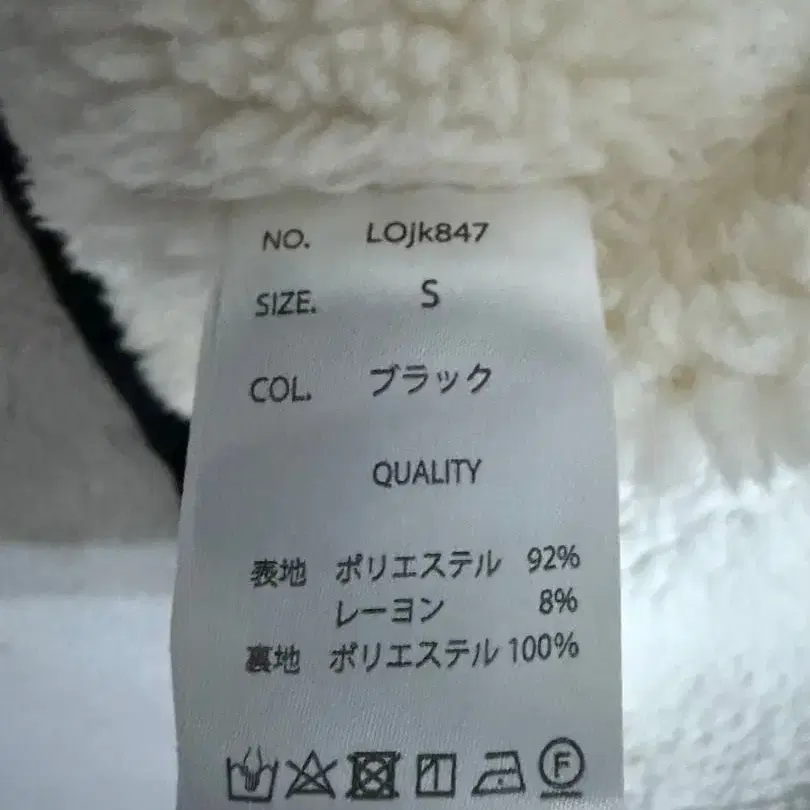 NO. LOjk847
SIZE. S
COL. ブラック
QUALITY
表地 ポリエステル 92%
レーヨン 8%
裏地 ポリエステル 100%
F